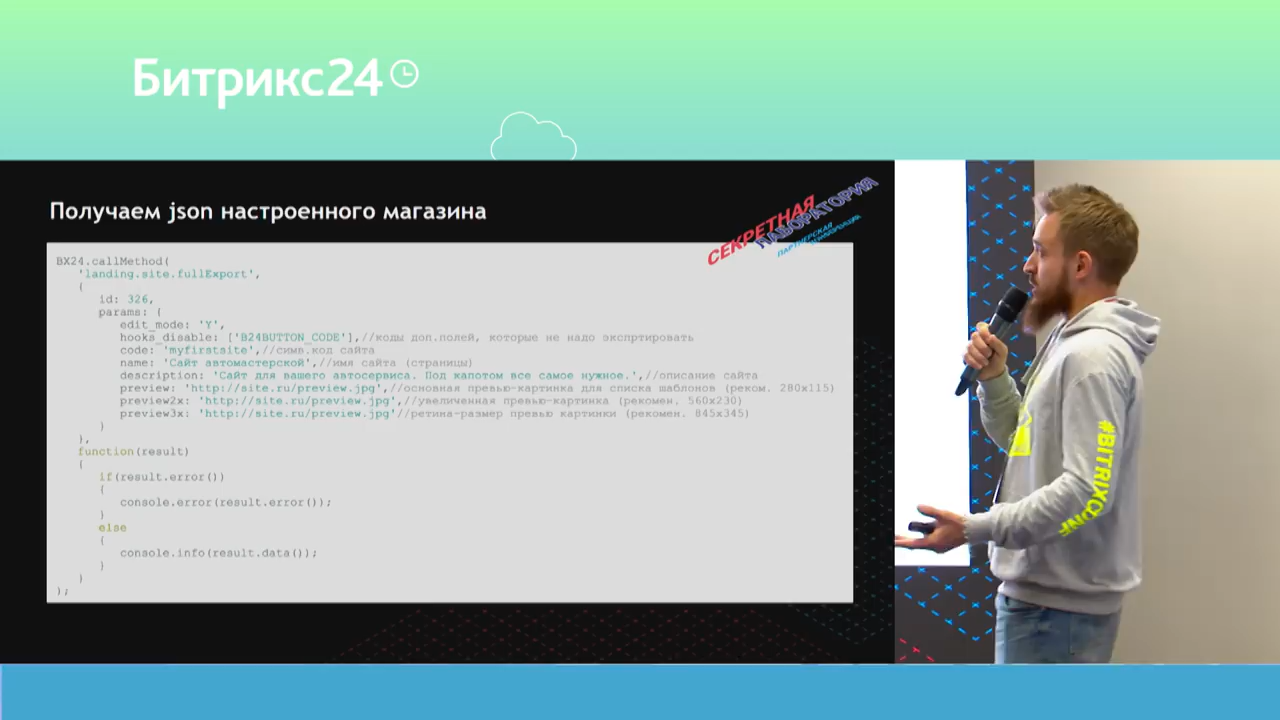 Битрикс24
Получаем json настроенного магазина
СЕКРЕТНАЯ
ЛАБОРАТОРИЯ
ПАРТНЕРСКАЯ
BX24.callMethod(
'landing.site.fullExport',
{
id: 326,
params: {
edit_mode: 'Y',
hooks_disable: ['B24BUTTON_CODE'],//коды доп.полей, которые не надо экспртировать
code: 'myfirstsite',//симв.код сайта
name: 'Сайт автомастерской',//имя сайта (страницы)
description: 'Сайт для вашего автосервиса. Под капотом все самое нужное.',//описание сайта
preview: 'http://site.ru/preview.jpg',//основная превью-картинка для списка шаблонов (реком. 280x115)
preview2x: 'http://site.ru/preview.jpg',//увеличенная превью-картинка (рекомен. 560x230)
preview3x: 'http://site.ru/preview.jpg'//ретина-размер превью картинки (рекомен. 845x345)
}
},
function(result)
{
if(result.error())
{
console.error(result.error());
}
else
{
console.info(result.data());
}
}
);
#BITRIXCONF